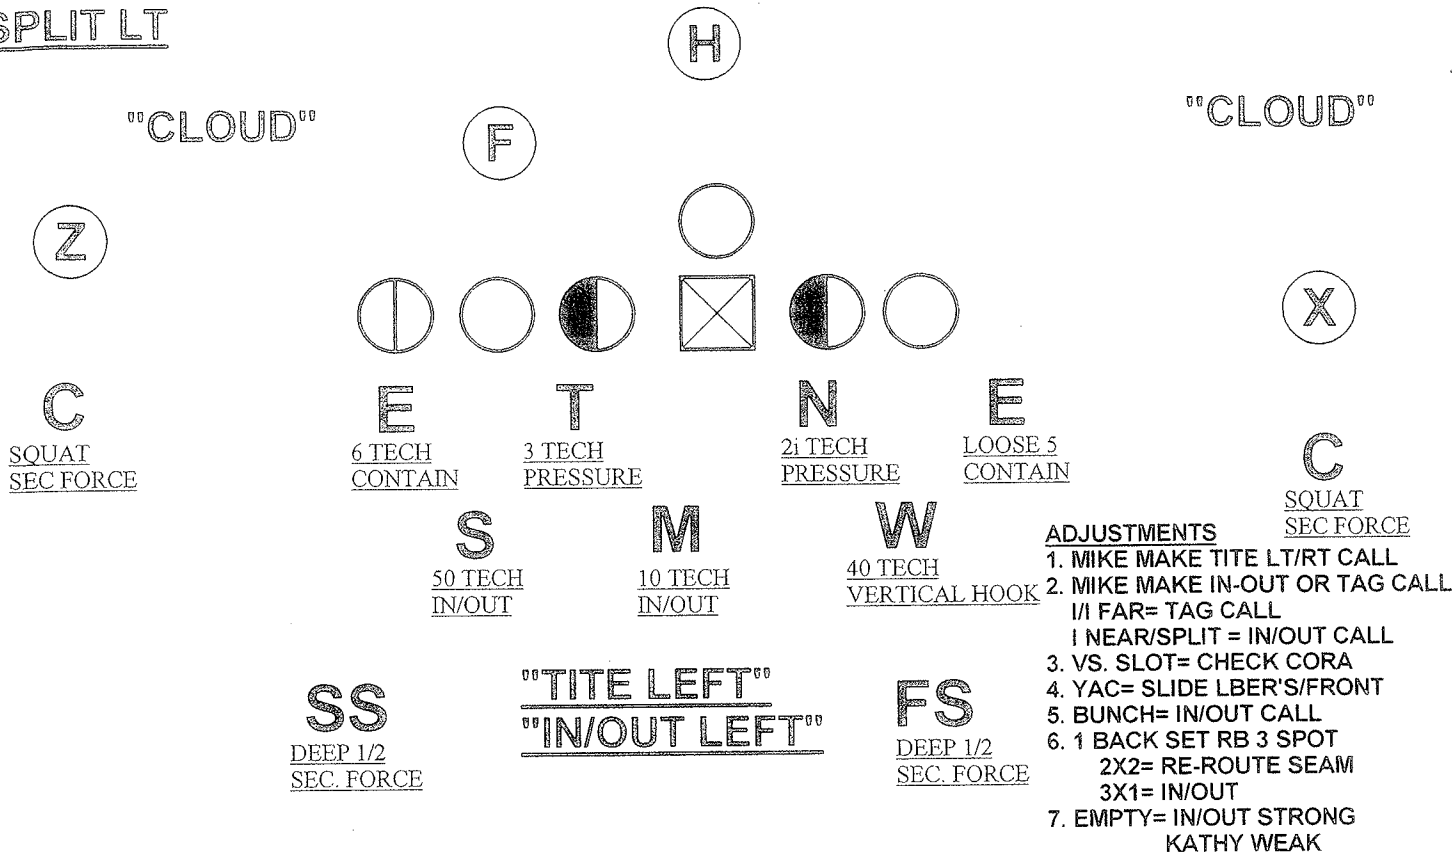 SPLIT LT
H
"CLOUD"
"CLOUD"
F
Z
X
C
SQUAT
SEC FORCE
E
6 TECH
CONTAIN
T
3 TECH
PRESSURE
N
2i TECH
PRESSURE
E
LOOSE 5
CONTAIN
C
SQUAT
SEC FORCE
S
50 TECH
IN/OUT
M
10 TECH
IN/OUT
W
40 TECH
VERTICAL HOOK
SS
DEEP 1/2
SEC. FORCE
"TITE LEFT"
"IN/OUT LEFT"
FS
DEEP 1/2
SEC. FORCE
ADJUSTMENTS
1. MIKE MAKE TITE LT/RT CALL
2. MIKE MAKE IN-OUT OR TAG CALL
I/I FAR= TAG CALL
I NEAR/SPLIT = IN/OUT CALL
3. VS. SLOT= CHECK CORA
4. YAC= SLIDE LBER'S/FRONT
5. BUNCH= IN/OUT CALL
6. 1 BACK SET RB 3 SPOT
2X2= RE-ROUTE SEAM
3X1= IN/OUT
7. EMPTY= IN/OUT STRONG
KATHY WEAK